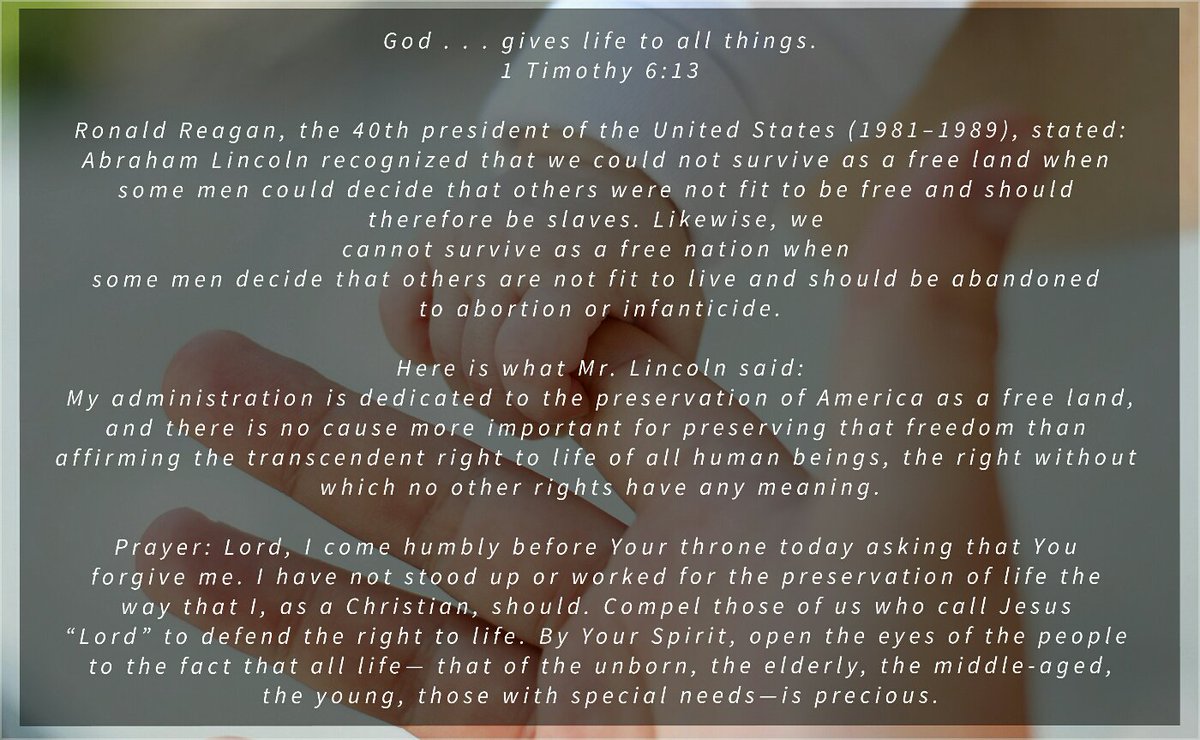 God . . . gives life to all things.
1 Timothy 6:13
Ronald Reagan, the 40th president of the United States (1981–1989), stated:
Abraham Lincoln recognized that we could not survive as a free land when
some men could decide that others were not fit to be free and should
therefore be slaves. Likewise, we
cannot survive as a free nation when
some men decide that others are not fit to live and should be abandoned
to abortion or infanticide.
Here is what Mr. Lincoln said:
My administration is dedicated to the preservation of America as a free land,
and there is no cause more important for preserving that freedom than
affirming the transcendent right to life of all human beings, the right without
which no other rights have any meaning.
Prayer: Lord, I come humbly before Your throne today asking that You
forgive me. I have not stood up or worked for the preservation of life the
way that I, as a Christian, should. Compel those of us who call Jesus
“Lord” to defend the right to life. By Your Spirit, open the eyes of the people
to the fact that all life— that of the unborn, the elderly, the middle-aged,
the young, those with special needs—is precious.